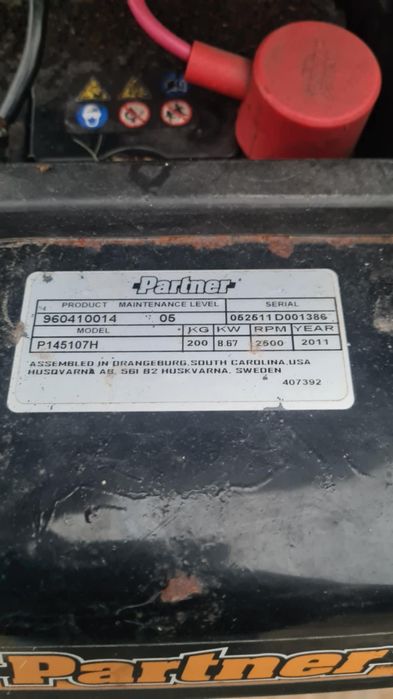 Partner
PRODUCT MAINTENANCE LEVEL SERIAL
960410014 05 052511D001386
MODEL KG KW RPM YEAR
P145107H 200 8.67 2600 2011
ASSEMBLED IN ORANGEBURG, SOUTH CAROLINA, USA
HUSQVARNA AB, 561 82 HUSKVARNA, SWEDEN
407392
Partner